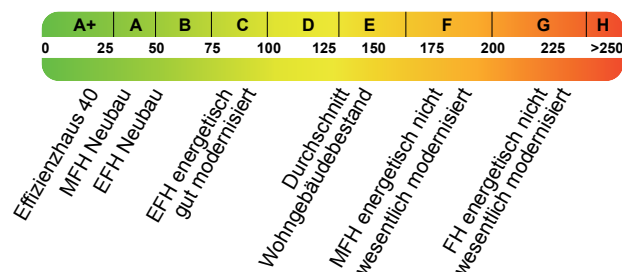 A+ A B C D E F G H
0 25 50 75 100 125 150 175 200 225 >250
Effizienzhaus 40
MFH Neubau
EFH Neubau
EFH energetisch
gut modernisiert
Durchschnitt
Wohngebäudebestand
MFH energetisch nicht
wesentlich modernisiert
FH energetisch nicht
wesentlich modernisiert